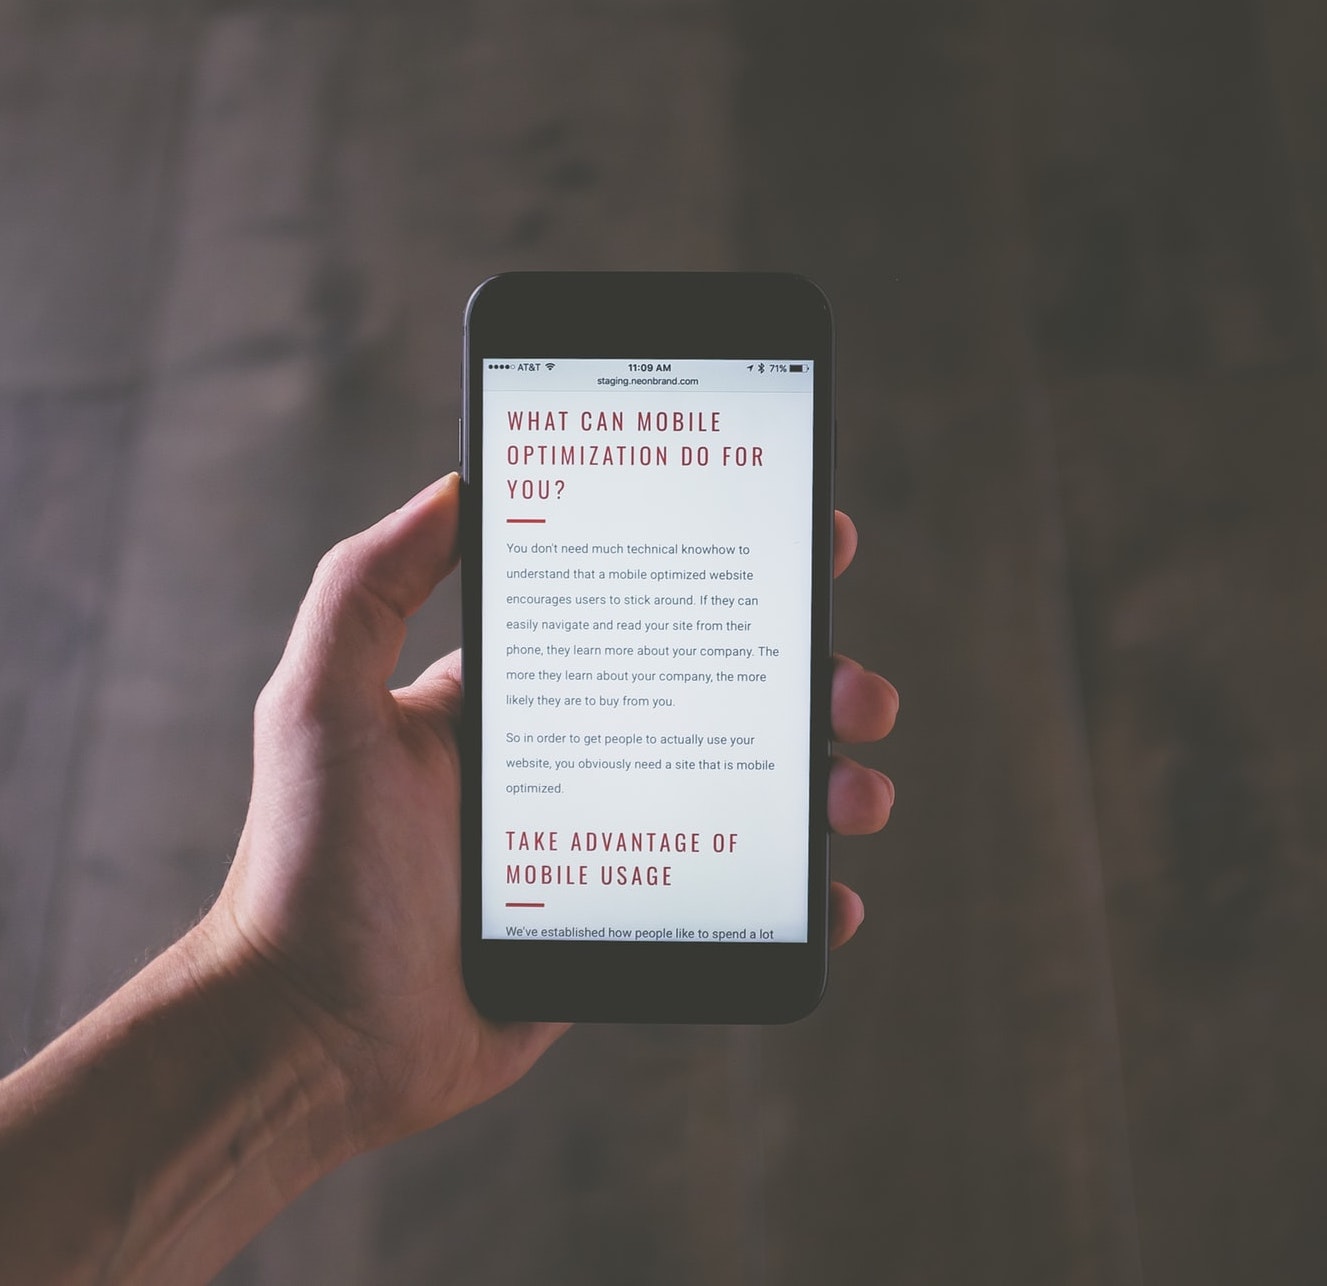 ●●●●○ AT&T 11:09 AM 71%
staging.neonbrand.com
WHAT CAN MOBILE
OPTIMIZATION DO FOR
YOU?
You don't need much technical knowhow to
understand that a mobile optimized website
encourages users to stick around. If they can
easily navigate and read your site from their
phone, they learn more about your company. The
more they learn about your company, the more
likely they are to buy from you.
So in order to get people to actually use your
website, you obviously need a site that is mobile
optimized.
TAKE ADVANTAGE OF
MOBILE USAGE
We've established how people like to spend a lot